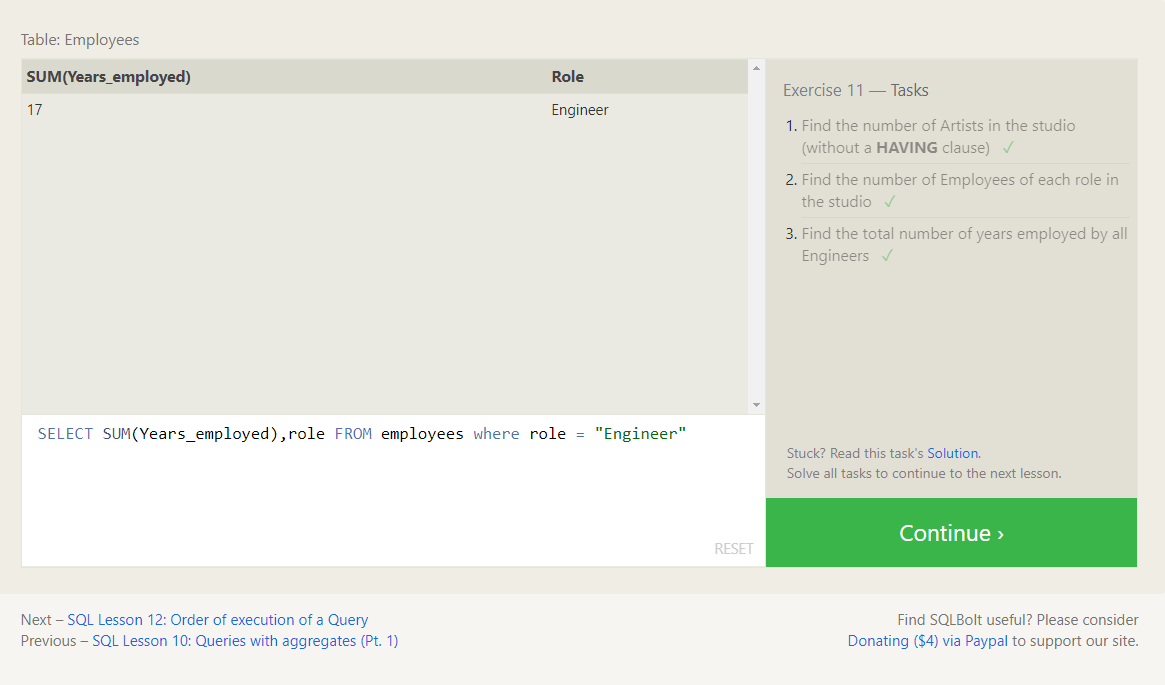 Table: Employees
SUM(Years_employed) Role
17 Engineer
Exercise 11 — Tasks
1. Find the number of Artists in the studio
(without a HAVING clause) ✓
2. Find the number of Employees of each role in
the studio ✓
3. Find the total number of years employed by all
Engineers ✓
SELECT SUM(Years_employed),role FROM employees where role = "Engineer"
RESET
Stuck? Read this task's Solution.
Solve all tasks to continue to the next lesson.
Continue ›
Next – SQL Lesson 12: Order of execution of a Query
Previous – SQL Lesson 10: Queries with aggregates (Pt. 1)
Find SQLBolt useful? Please consider
Donating ($4) via Paypal to support our site.